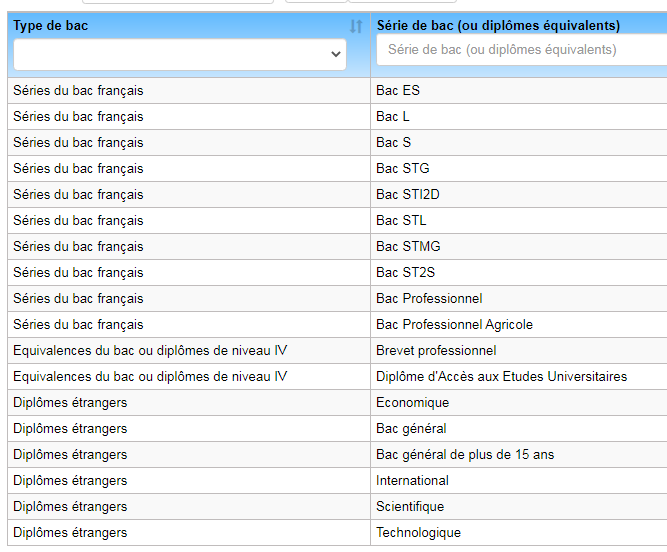 Type de bac Série de bac (ou diplômes équivalents)
Série de bac (ou diplômes équivalents)
Séries du bac français Bac ES
Séries du bac français Bac L
Séries du bac français Bac S
Séries du bac français Bac STG
Séries du bac français Bac STI2D
Séries du bac français Bac STL
Séries du bac français Bac STMG
Séries du bac français Bac ST2S
Séries du bac français Bac Professionnel
Séries du bac français Bac Professionnel Agricole
Equivalences du bac ou diplômes de niveau IV Brevet professionnel
Equivalences du bac ou diplômes de niveau IV Diplôme d'Accès aux Etudes Universitaires
Diplômes étrangers Economique
Diplômes étrangers Bac général
Diplômes étrangers Bac général de plus de 15 ans
Diplômes étrangers International
Diplômes étrangers Scientifique
Diplômes étrangers Technologique